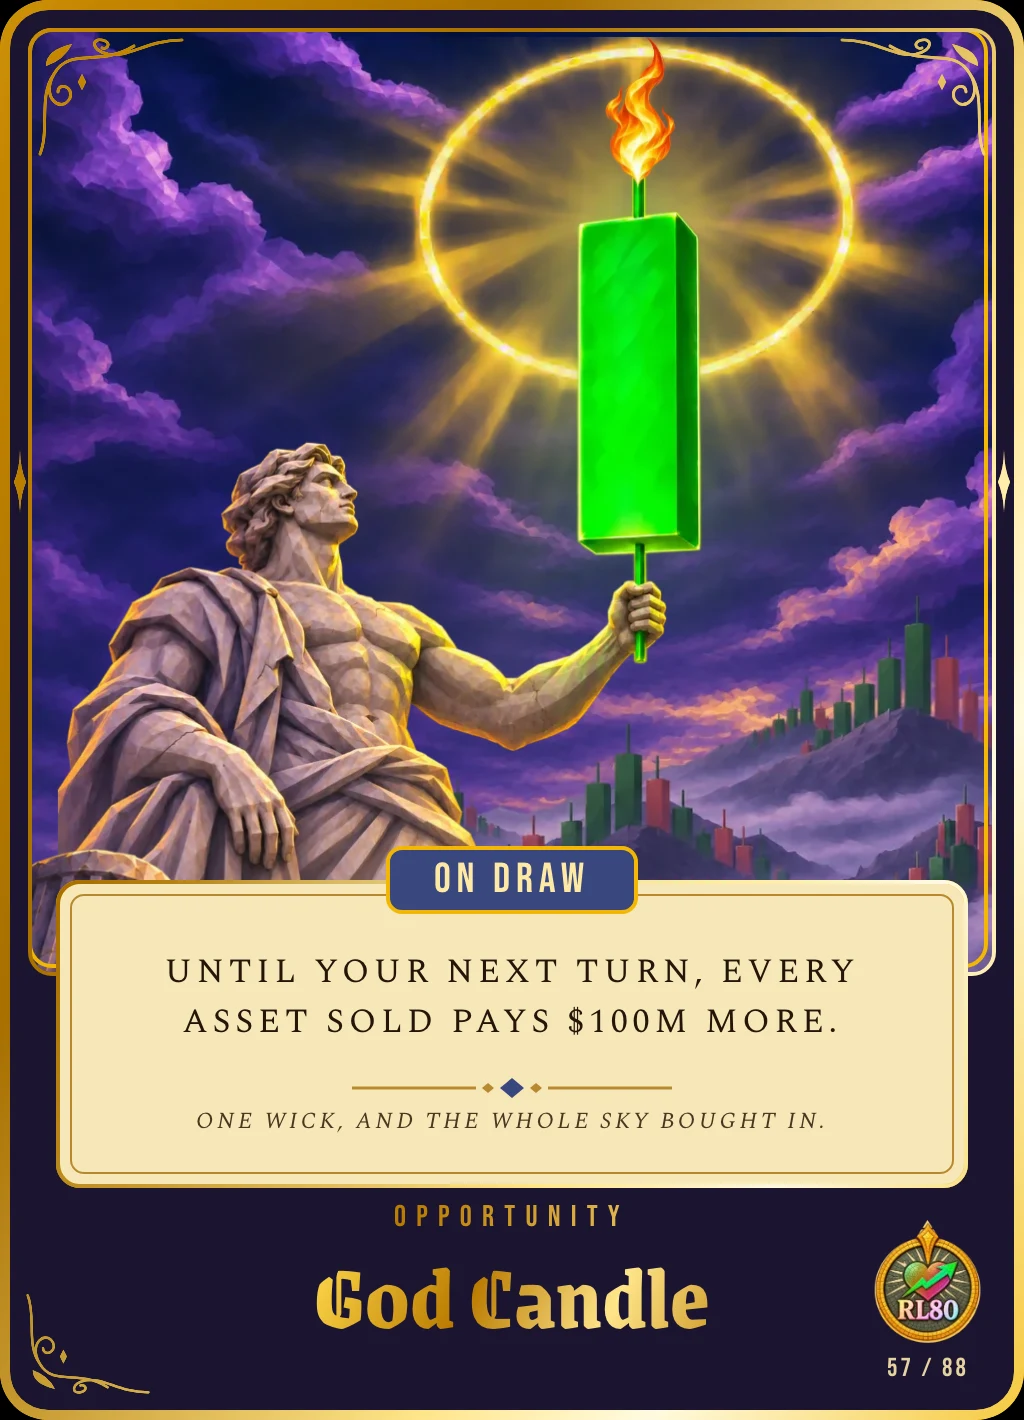 ON DRAW
UNTIL YOUR NEXT TURN, EVERY
ASSET SOLD PAYS $100M MORE.
ONE WICK, AND THE WHOLE SKY BOUGHT IN.
OPPORTUNITY
God Candle
RL80
57 / 88